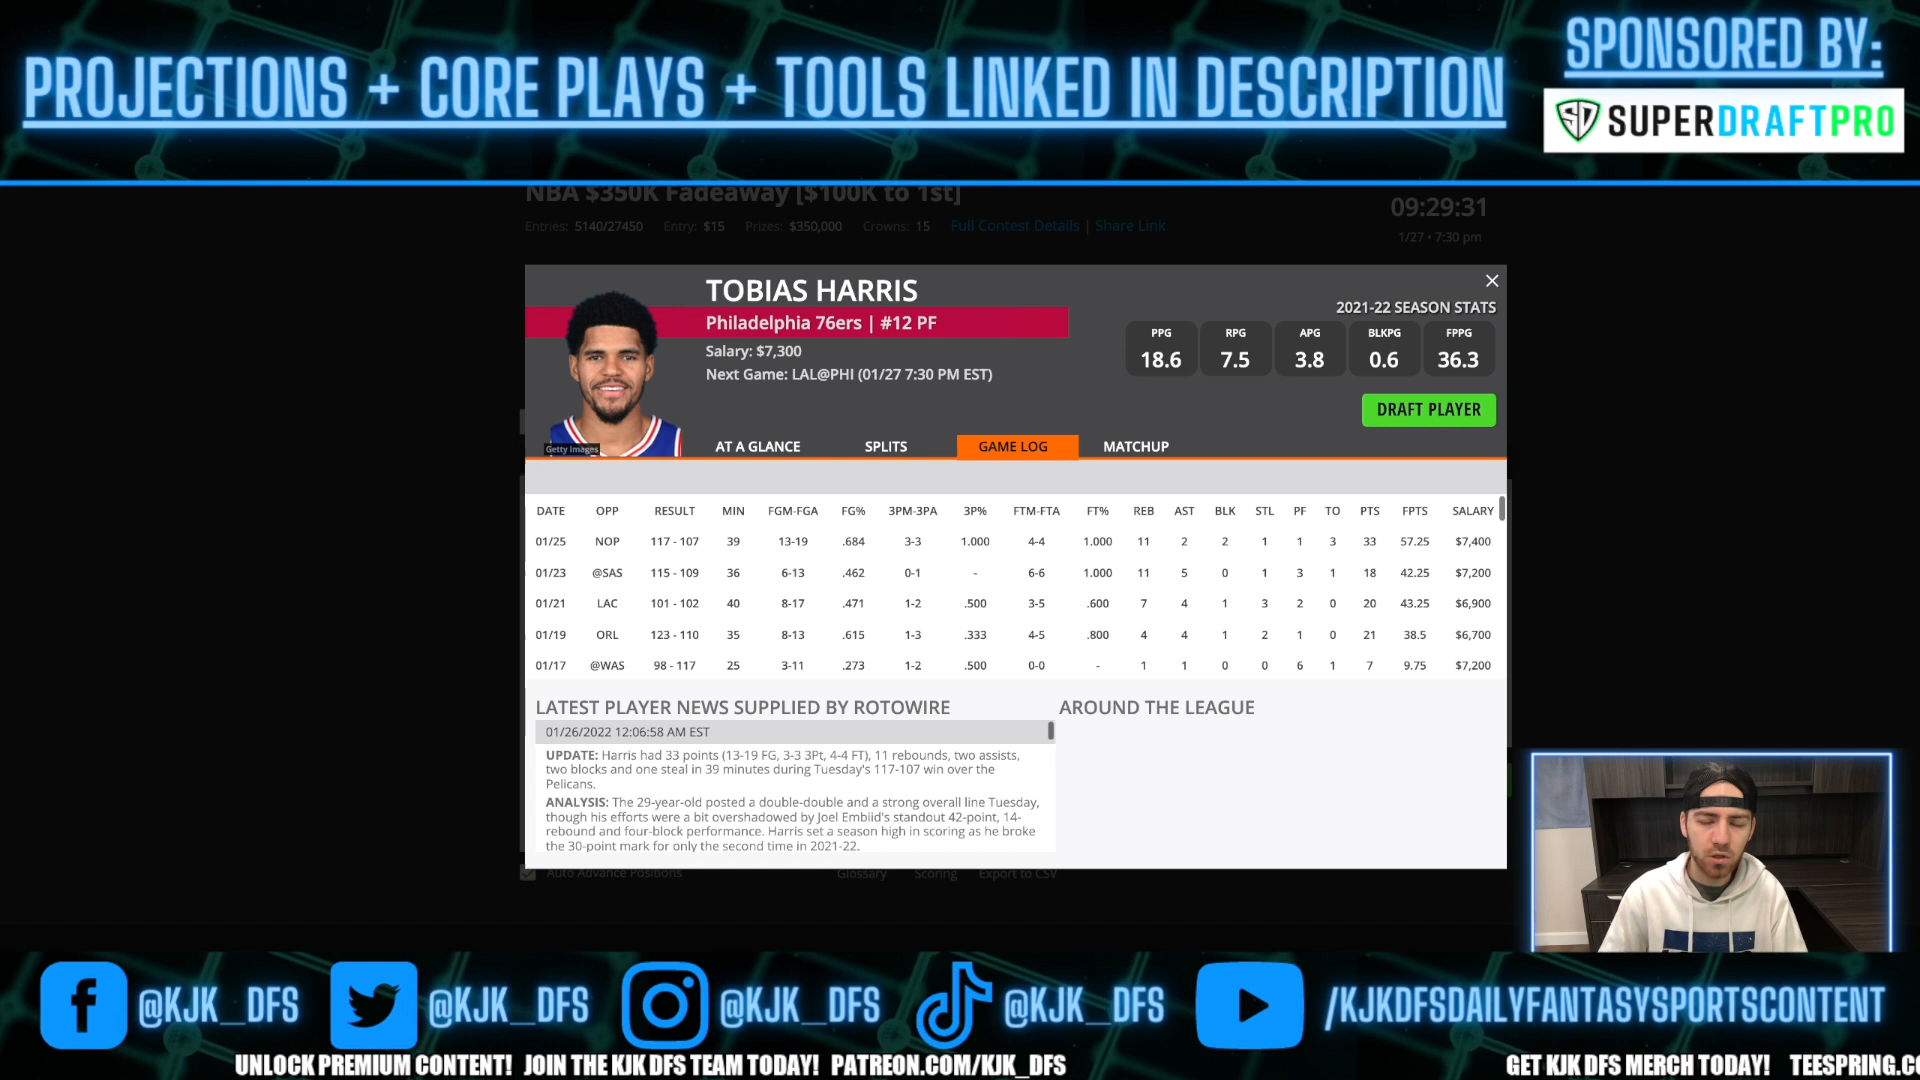 PROJECTIONS + CORE PLAYS + TOOLS LINKED IN DESCRIPTION
SPONSORED BY:
SD SUPERDRAFTPRO
NBA $350K Fadeaway [$100K to 1st]
09:29:31
Entries: 5140/27450 Entry: $15 Prizes: $350,000 Crowns: 15 Full Contest Details | Share Link
1/27 • 7:30 pm
TOBIAS HARRIS
Philadelphia 76ers | #12 PF
Salary: $7,300
Next Game: LAL@PHI (01/27 7:30 PM EST)
2021-22 SEASON STATS
PPG RPG APG BLKPG FPPG
18.6 7.5 3.8 0.6 36.3
DRAFT PLAYER
Getty Images
AT A GLANCE SPLITS GAME LOG MATCHUP
DATE OPP RESULT MIN FGM-FGA FG% 3PM-3PA 3P% FTM-FTA FT% REB AST BLK STL PF TO PTS FPTS SALARY
01/25 NOP 117 - 107 39 13-19 .684 3-3 1.000 4-4 1.000 11 2 2 1 1 3 33 57.25 $7,400
01/23 @SAS 115 - 109 36 6-13 .462 0-1 - 6-6 1.000 11 5 0 1 3 1 18 42.25 $7,200
01/21 LAC 101 - 102 40 8-17 .471 1-2 .500 3-5 .600 7 4 1 3 2 0 20 43.25 $6,900
01/19 ORL 123 - 110 35 8-13 .615 1-3 .333 4-5 .800 4 4 1 2 1 0 21 38.5 $6,700
01/17 @WAS 98 - 117 25 3-11 .273 1-2 .500 0-0 - 1 1 0 0 6 1 7 9.75 $7,200
LATEST PLAYER NEWS SUPPLIED BY ROTOWIRE
AROUND THE LEAGUE
01/26/2022 12:06:58 AM EST
UPDATE: Harris had 33 points (13-19 FG, 3-3 3Pt, 4-4 FT), 11 rebounds, two assists,
two blocks and one steal in 39 minutes during Tuesday's 117-107 win over the
Pelicans.
ANALYSIS: The 29-year-old posted a double-double and a strong overall line Tuesday,
though his efforts were a bit overshadowed by Joel Embiid's standout 42-point, 14-
rebound and four-block performance. Harris set a season high in scoring as he broke
the 30-point mark for only the second time in 2021-22.
Auto Advance Positions Glossary Scoring Export to CSV
@KJK_DFS @KJK_DFS @KJK_DFS @KJK_DFS /KJKDFSDAILYFANTASYSPORTSCONTENT
UNLOCK PREMIUM CONTENT! JOIN THE KJK DFS TEAM TODAY! PATREON.COM/KJK_DFS GET KJK DFS MERCH TODAY! TEESPRING.CO